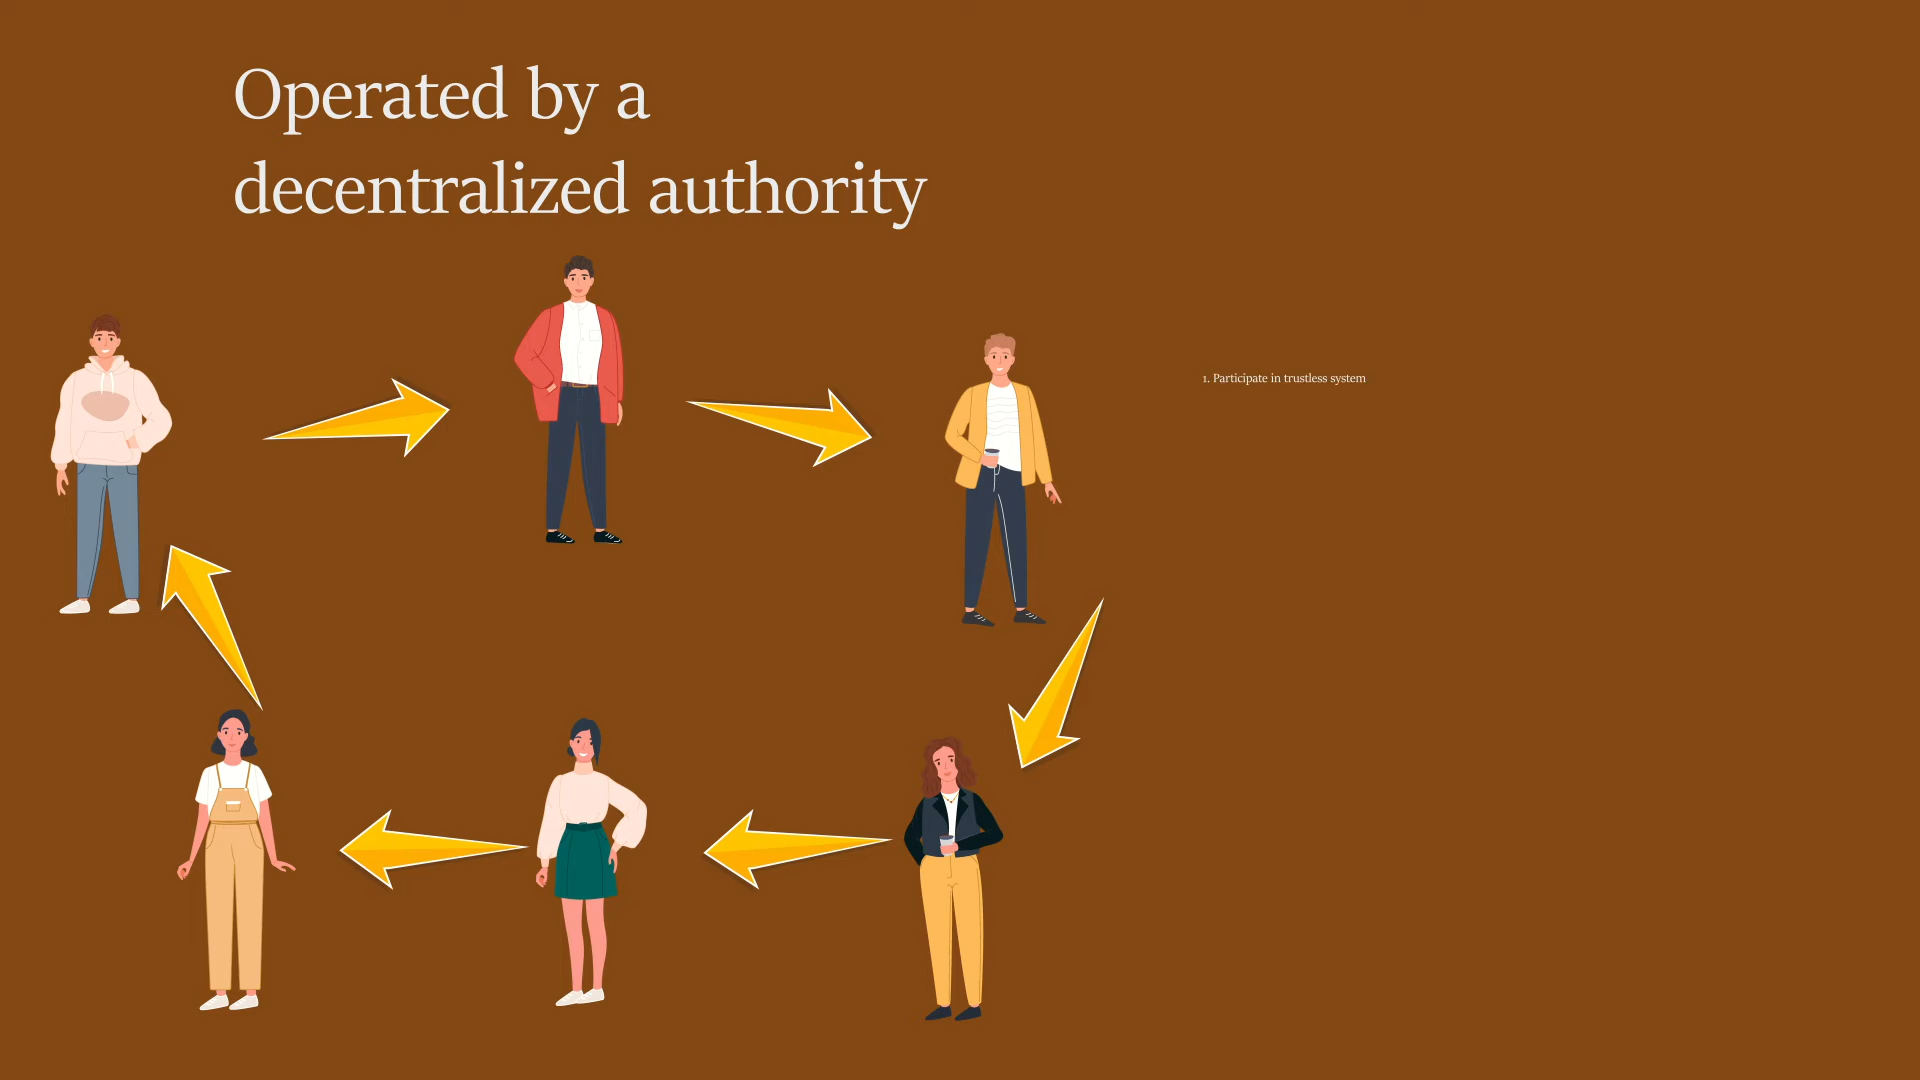 Operated by a
decentralized authority
1. Participate in trustless system